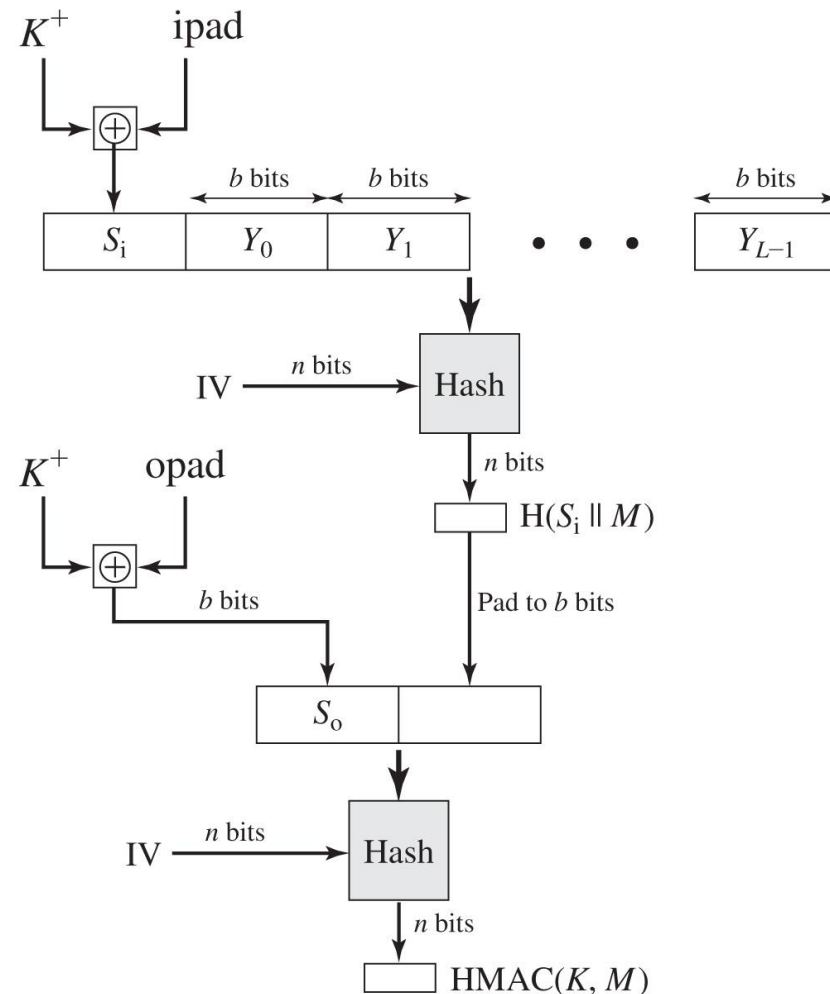 K⁺ ipad
b bits b bits b bits
Sᵢ Y₀ Y₁ • • • Y_{L−1}
n bits
IV Hash
n bits
K⁺ opad
H(Sᵢ || M)
b bits
Pad to b bits
Sₒ
n bits
IV Hash
n bits
HMAC(K, M)